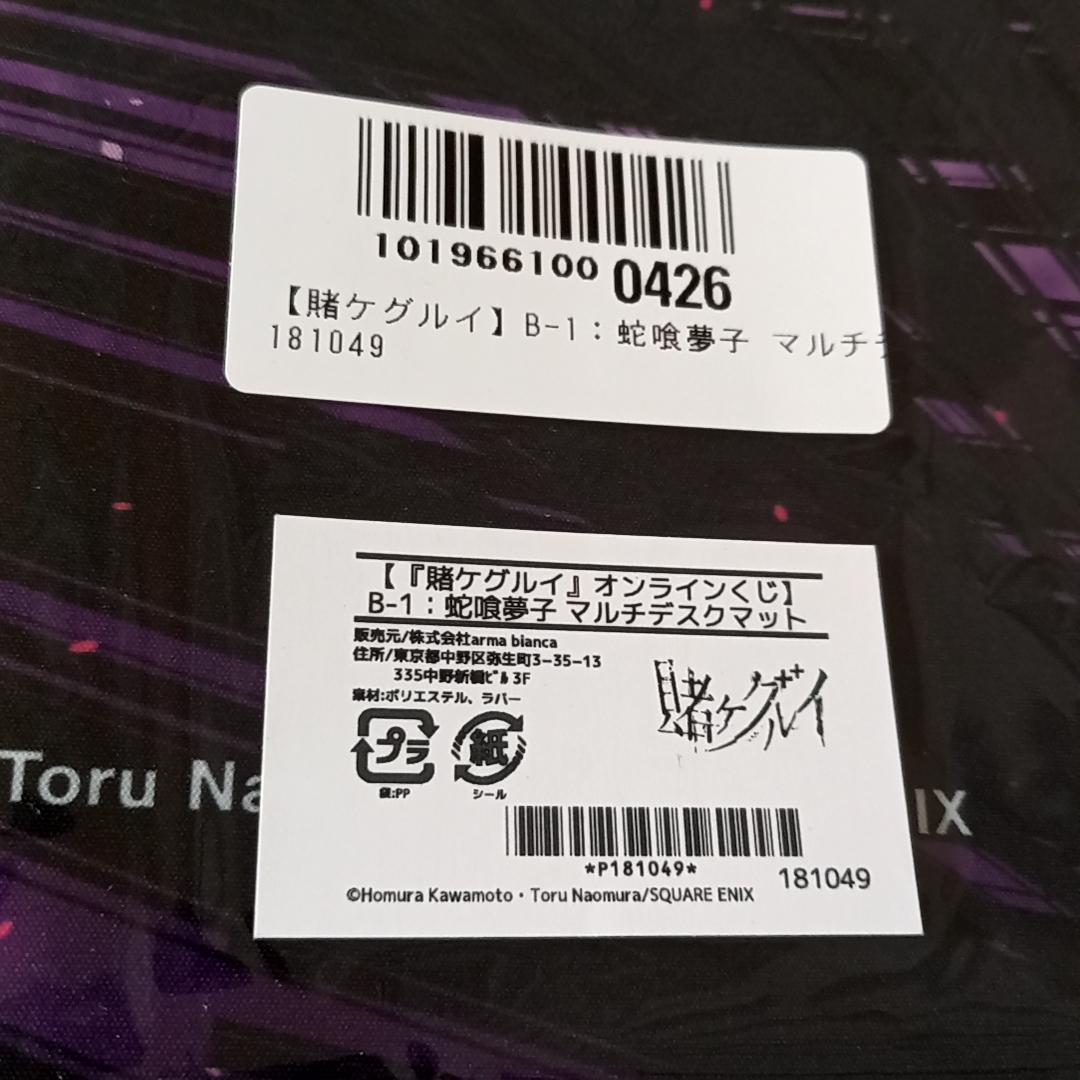 101966100 0426
【賭ケグルイ】B-1：蛇喰夢子 マルチデ
181049
【『賭ケグルイ』オンラインくじ】
B-1：蛇喰夢子 マルチデスクマット
販売元/株式会社arma bianca
住所/東京都中野区弥生町3-35-13
335中野新橋ビル 3F
素材:ポリエステル、ラバー
賭ケグルイ
プラ 紙
袋:PP シール
*P181049*
181049
©Homura Kawamoto・Toru Naomura/SQUARE ENIX
Toru Na
IX